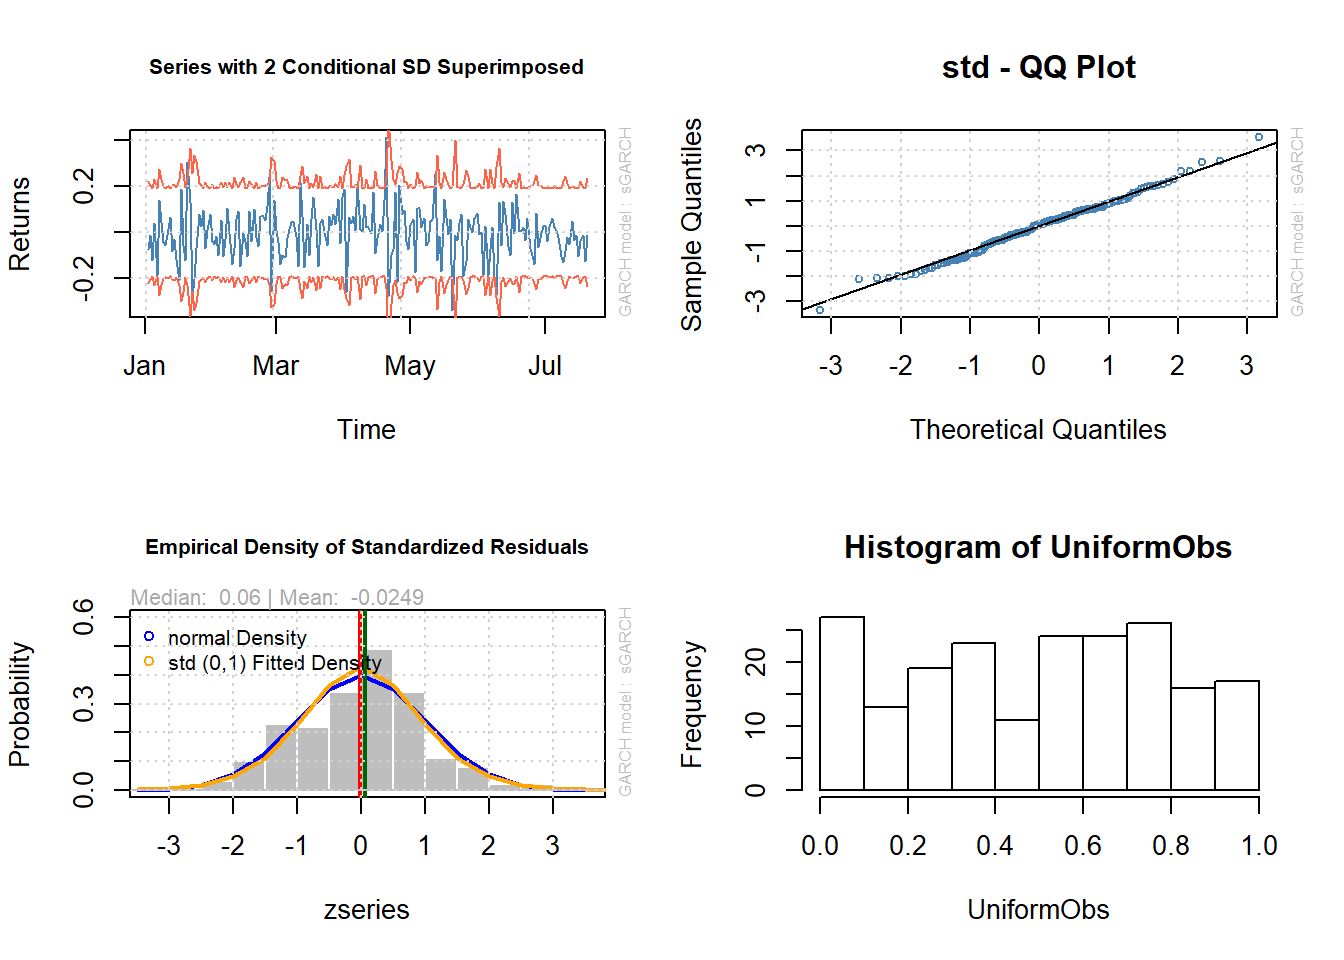 Series with 2 Conditional SD Superimposed
Returns
0.2
-0.2
Jan Mar May Jul
Time
GARCH model : sGARCH
std - QQ Plot
Sample Quantiles
3
1
-1
-3
-3 -2 -1 0 1 2 3
Theoretical Quantiles
GARCH model : sGARCH
Empirical Density of Standardized Residuals
Median: 0.06 | Mean: -0.0249
normal Density
std (0,1) Fitted Density
Probability
0.6
0.3
0.0
-3 -2 -1 0 1 2 3
zseries
GARCH model : sGARCH
Histogram of UniformObs
Frequency
20
10
0
0.0 0.2 0.4 0.6 0.8 1.0
UniformObs